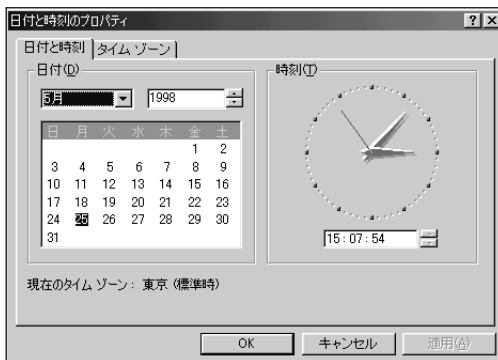 日付と時刻のプロパティ
日付と時刻 タイム ゾーン
日付(D)
5月 1998
日 月 火 水 木 金 土
1 2
3 4 5 6 7 8 9
10 11 12 13 14 15 16
17 18 19 20 21 22 23
24 25 26 27 28 29 30
31
時刻(T)
15:07:54
現在のタイム ゾーン: 東京 (標準時)
OK キャンセル 適用(A)